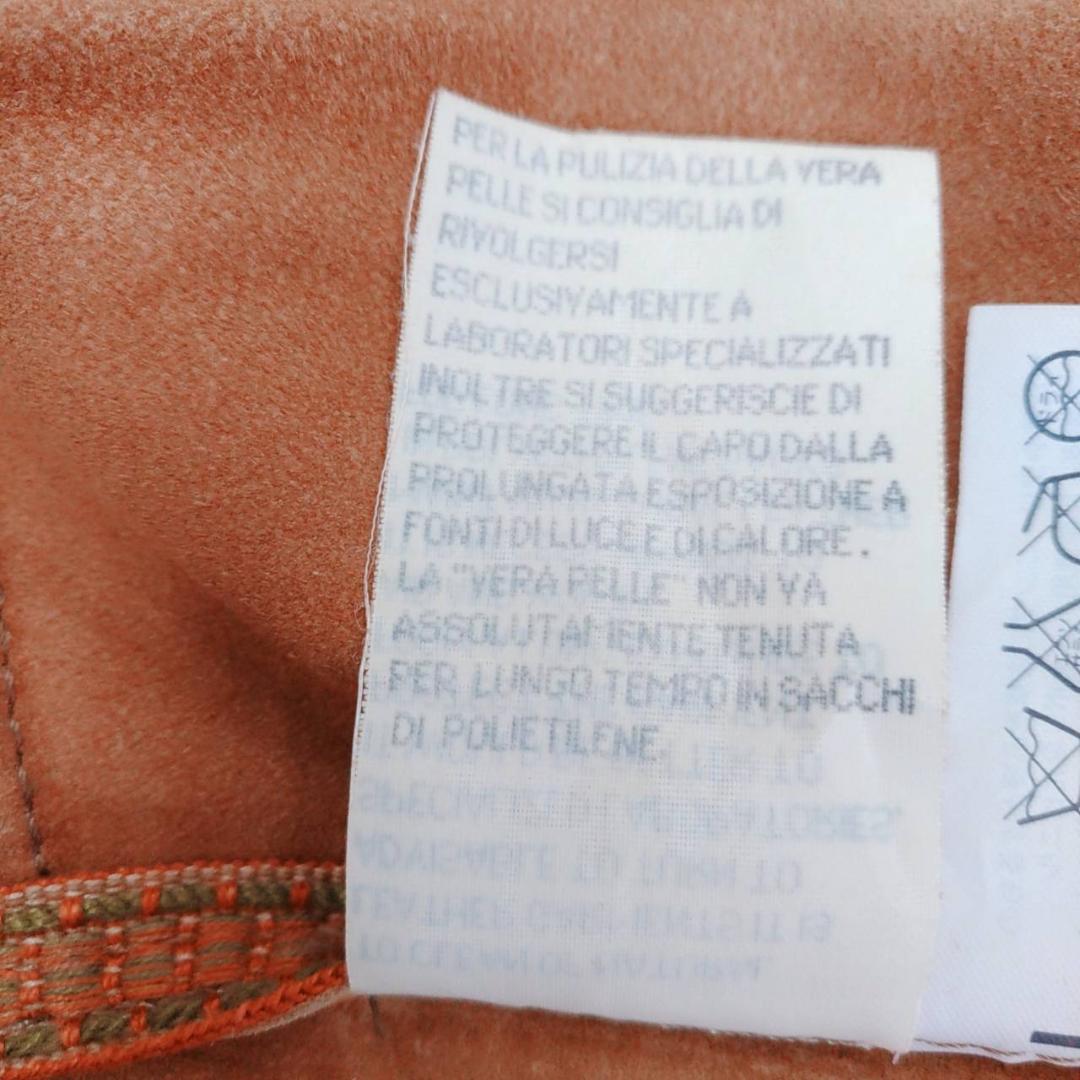 PER LA PULIZIA DELLA VERA
PELLE SI CONSIGLIA DI
RIVOLGERSI
ESCLUSIVAMENTE A
LABORATORI SPECIALIZZATI
INOLTRE SI SUGGERISCIE DI
PROTEGGERE IL CAPO DALLA
PROLUNGATA ESPOSIZIONE A
FONTI DI LUCE E DI CALORE.
LA "VERA PELLE" NON VA
ASSOLUTAMENTE TENUTA
PER LUNGO TEMPO IN SACCHI
DI POLIETILENE.